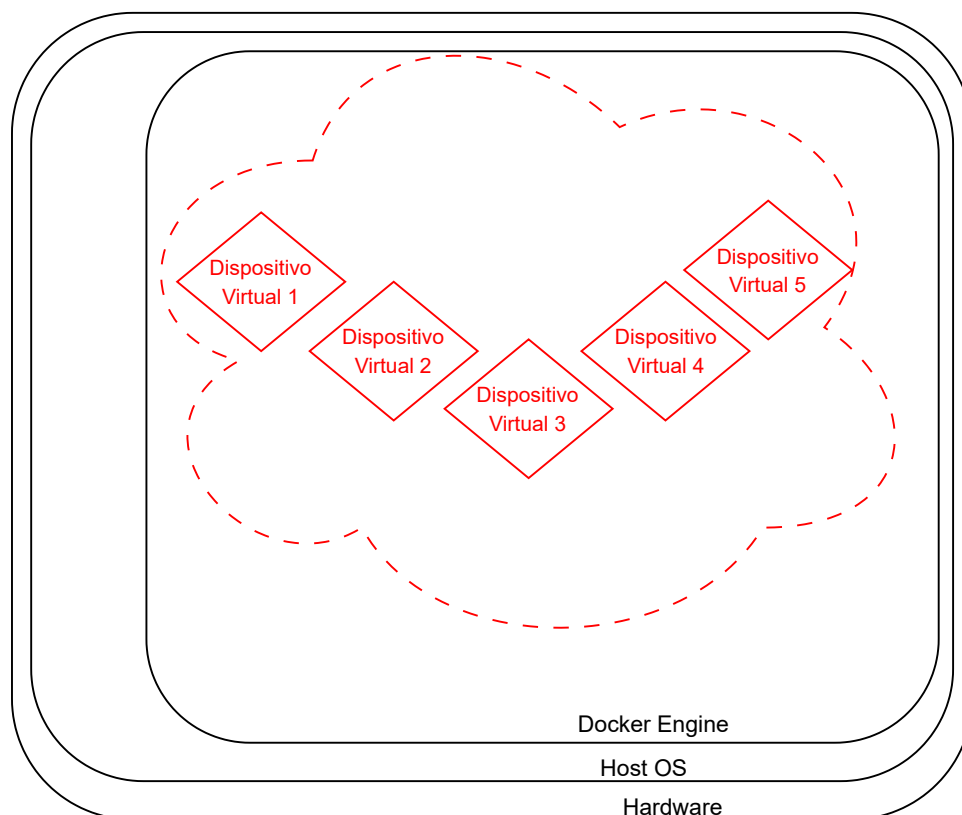 Dispositivo
Virtual 1
Dispositivo
Virtual 2
Dispositivo
Virtual 3
Dispositivo
Virtual 4
Dispositivo
Virtual 5
Docker Engine
Host OS
Hardware